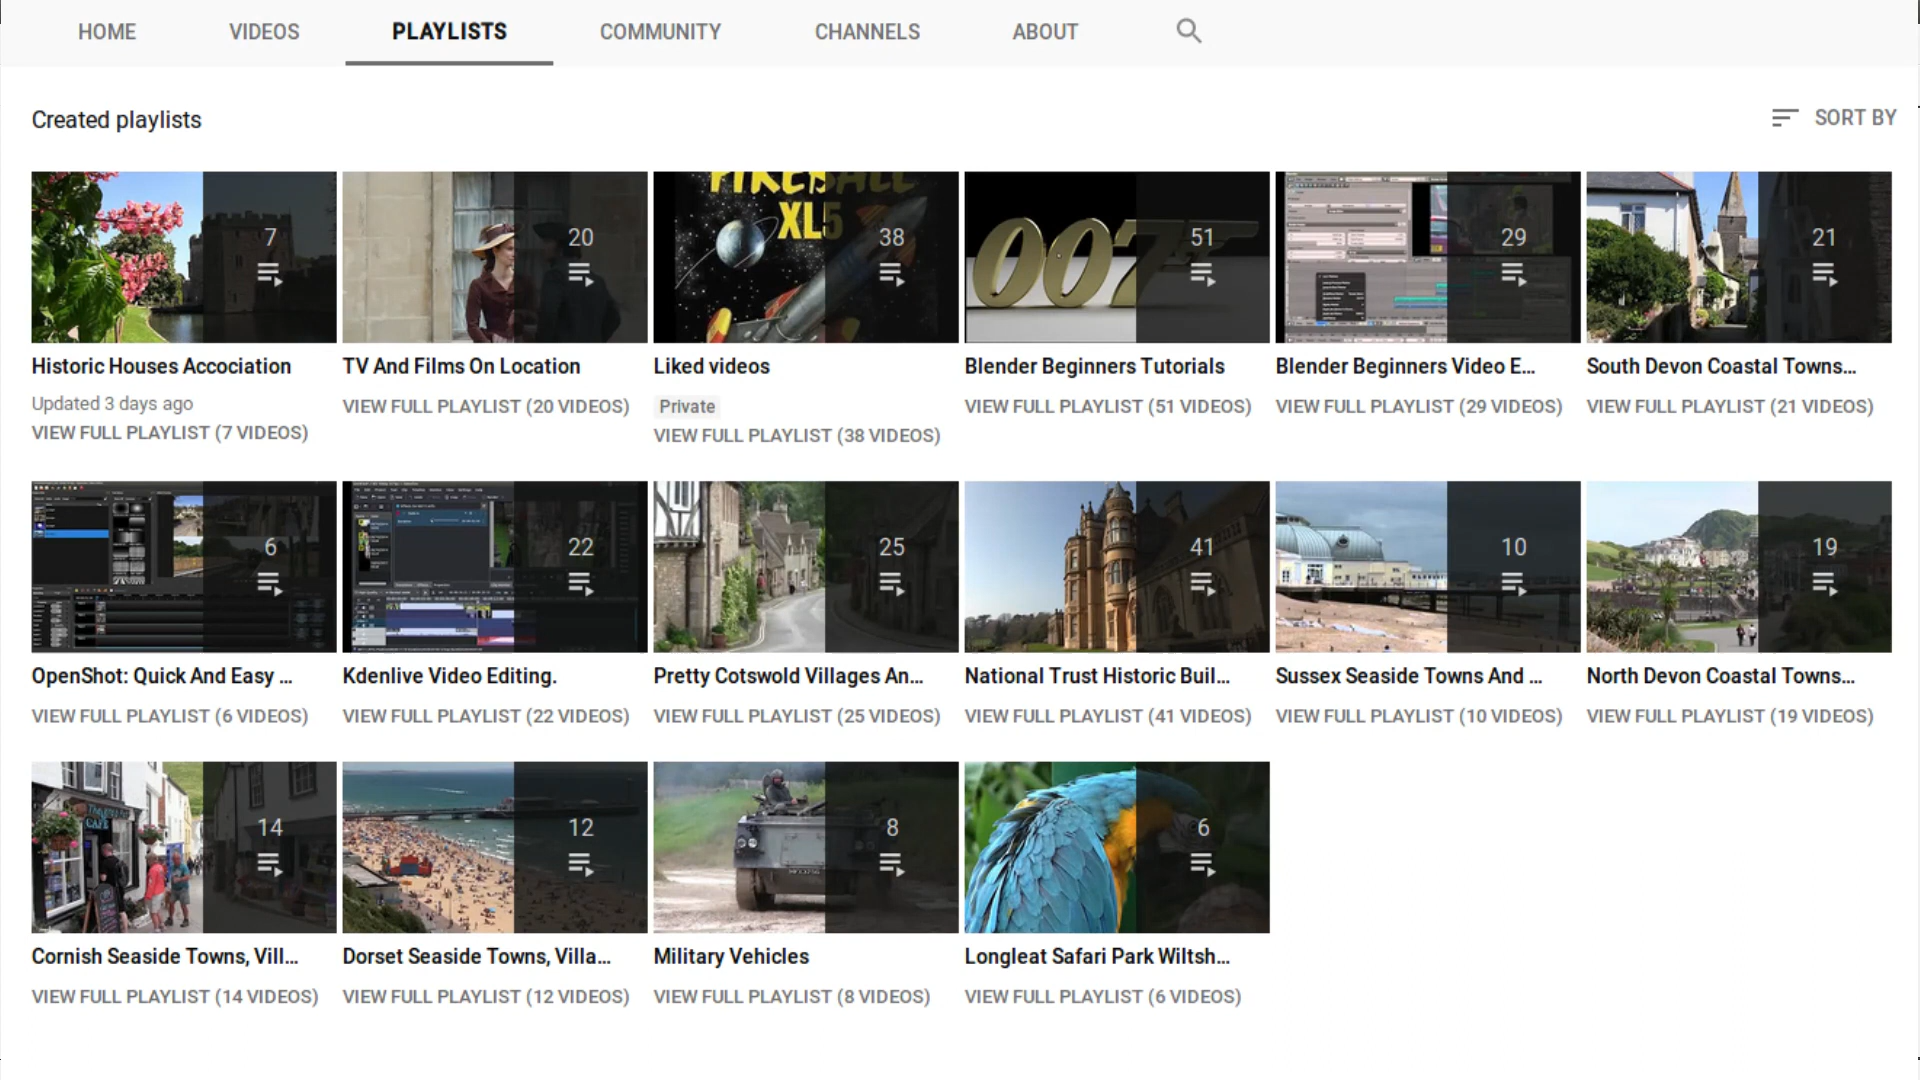 HOME VIDEOS PLAYLISTS COMMUNITY CHANNELS ABOUT
Created playlists
SORT BY
7
20
FIREBALL
XL5
38
007
51
29
21
Historic Houses Accociation
Updated 3 days ago
VIEW FULL PLAYLIST (7 VIDEOS)
TV And Films On Location
VIEW FULL PLAYLIST (20 VIDEOS)
Liked videos
Private
VIEW FULL PLAYLIST (38 VIDEOS)
Blender Beginners Tutorials
VIEW FULL PLAYLIST (51 VIDEOS)
Blender Beginners Video E...
VIEW FULL PLAYLIST (29 VIDEOS)
South Devon Coastal Towns...
VIEW FULL PLAYLIST (21 VIDEOS)
6
22
25
41
10
19
OpenShot: Quick And Easy ...
VIEW FULL PLAYLIST (6 VIDEOS)
Kdenlive Video Editing.
VIEW FULL PLAYLIST (22 VIDEOS)
Pretty Cotswold Villages An...
VIEW FULL PLAYLIST (25 VIDEOS)
National Trust Historic Buil...
VIEW FULL PLAYLIST (41 VIDEOS)
Sussex Seaside Towns And ...
VIEW FULL PLAYLIST (10 VIDEOS)
North Devon Coastal Towns...
VIEW FULL PLAYLIST (19 VIDEOS)
CAFE
14
12
8
6
Cornish Seaside Towns, Vill...
VIEW FULL PLAYLIST (14 VIDEOS)
Dorset Seaside Towns, Villa...
VIEW FULL PLAYLIST (12 VIDEOS)
Military Vehicles
VIEW FULL PLAYLIST (8 VIDEOS)
Longleat Safari Park Wiltsh...
VIEW FULL PLAYLIST (6 VIDEOS)